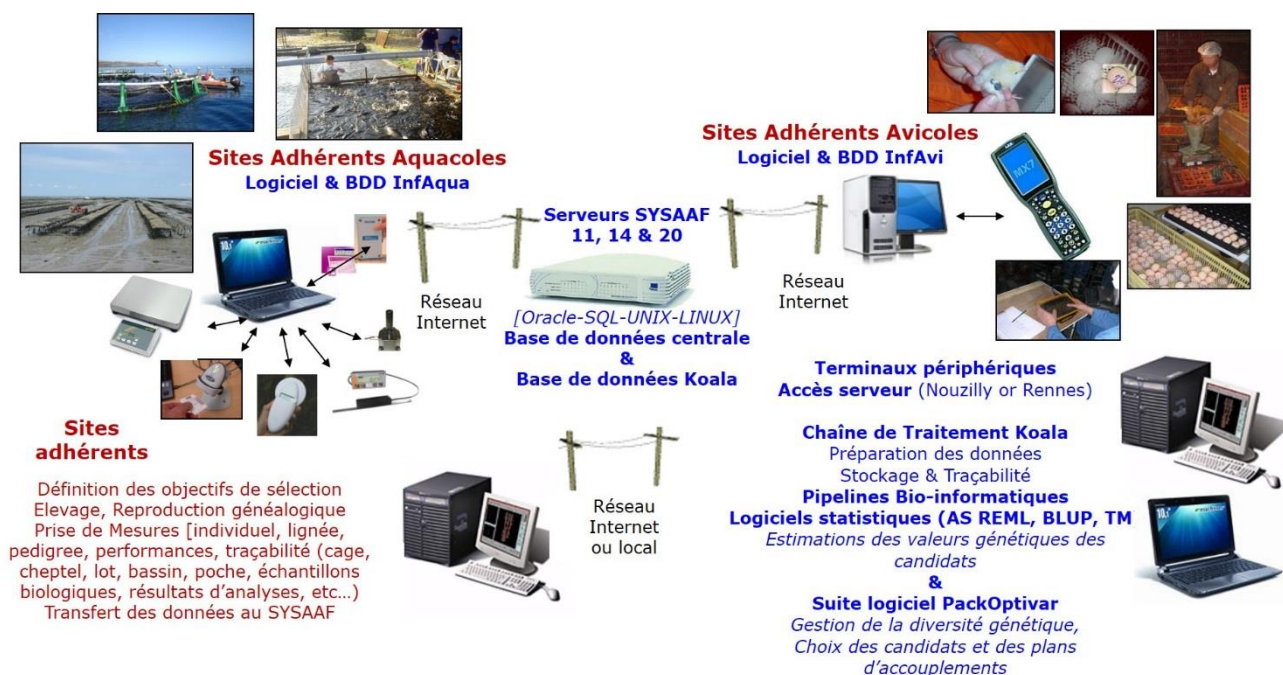 Sites Adhérents Aquacoles
Logiciel & BDD InfAqua
Sites Adhérents Avicoles
Logiciel & BDD InfAvi
MX7
10.1"
Serveurs SYSAAF
11, 14 & 20
Réseau
Internet
Réseau
Internet
[Oracle-SQL-UNIX-LINUX]
Base de données centrale
&
Base de données Koala
Terminaux périphériques
Accès serveur (Nouzilly or Rennes)
Sites
adhérents
Définition des objectifs de sélection
Elevage, Reproduction généalogique
Prise de Mesures [individuel, lignée,
pedigree, performances, traçabilité (cage,
cheptel, lot, bassin, poche, échantillons
biologiques, résultats d'analyses, etc...)
Transfert des données au SYSAAF
Réseau
Internet
ou local
Chaîne de Traitement Koala
Préparation des données
Stockage & Traçabilité
Pipelines Bio-informatiques
Logiciels statistiques (AS REML, BLUP, TM
Estimations des valeurs génétiques des
candidats
&
Suite logiciel PackOptivar
Gestion de la diversité génétique,
Choix des candidats et des plans
d'accouplements
10.1"